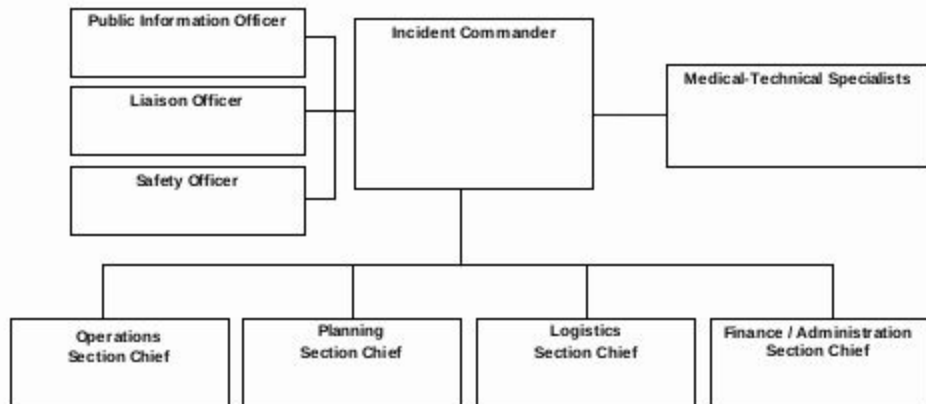 Public Information Officer
Incident Commander
Medical-Technical Specialists
Liaison Officer
Safety Officer
Operations
Section Chief
Planning
Section Chief
Logistics
Section Chief
Finance / Administration
Section Chief